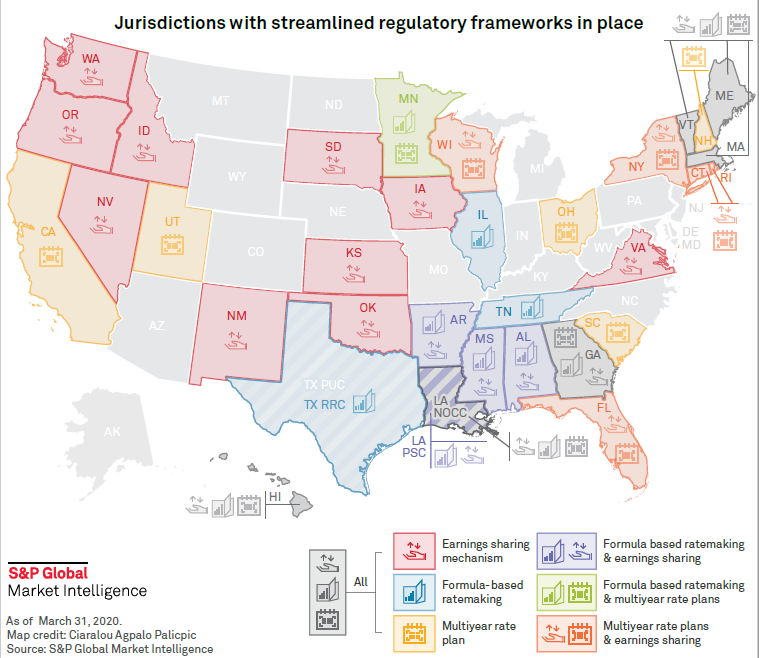 Jurisdictions with streamlined regulatory frameworks in place
WA
OR
ID
MT
ND
MN
ME
VT
NH
MA
SD
WI
NY
CT
RI
MI
WY
NV
IA
NE
UT
CA
CO
IL
IN
OH
PA
NJ
DE
MD
WV
VA
KS
MO
KY
AZ
NM
OK
AR
TN
NC
SC
MS
AL
GA
TX PUC
TX RRC
LA
NOCC
FL
AK
LA
PSC
HI
All
Earnings sharing
mechanism
Formula-based
ratemaking
Multiyear rate
plan
Formula based ratemaking
& earnings sharing
Formula based ratemaking
& multiyear rate plans
Multiyear rate plans
& earnings sharing
S&P Global
Market Intelligence
As of March 31, 2020.
Map credit: Ciaralou Agpalo Palicpic
Source: S&P Global Market Intelligence